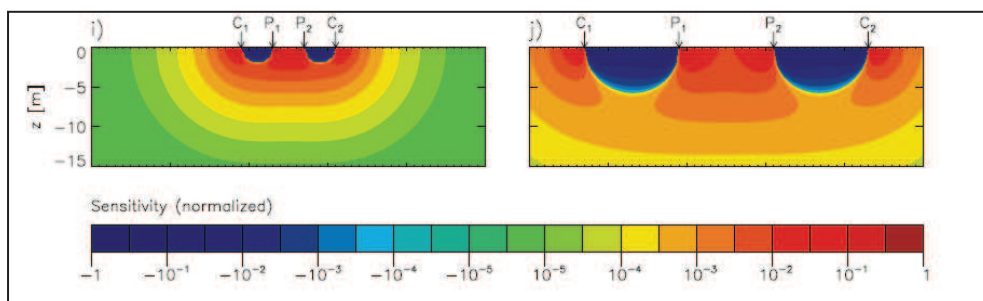 i) C₁ P₁ P₂ C₂
j) C₁ P₁ P₂ C₂
z [m]
0
−5
−10
−15
Sensitivity (normalized)
−1 −10⁻¹ −10⁻² −10⁻³ −10⁻⁴ −10⁻⁵ 10⁻⁵ 10⁻⁴ 10⁻³ 10⁻² 10⁻¹ 1